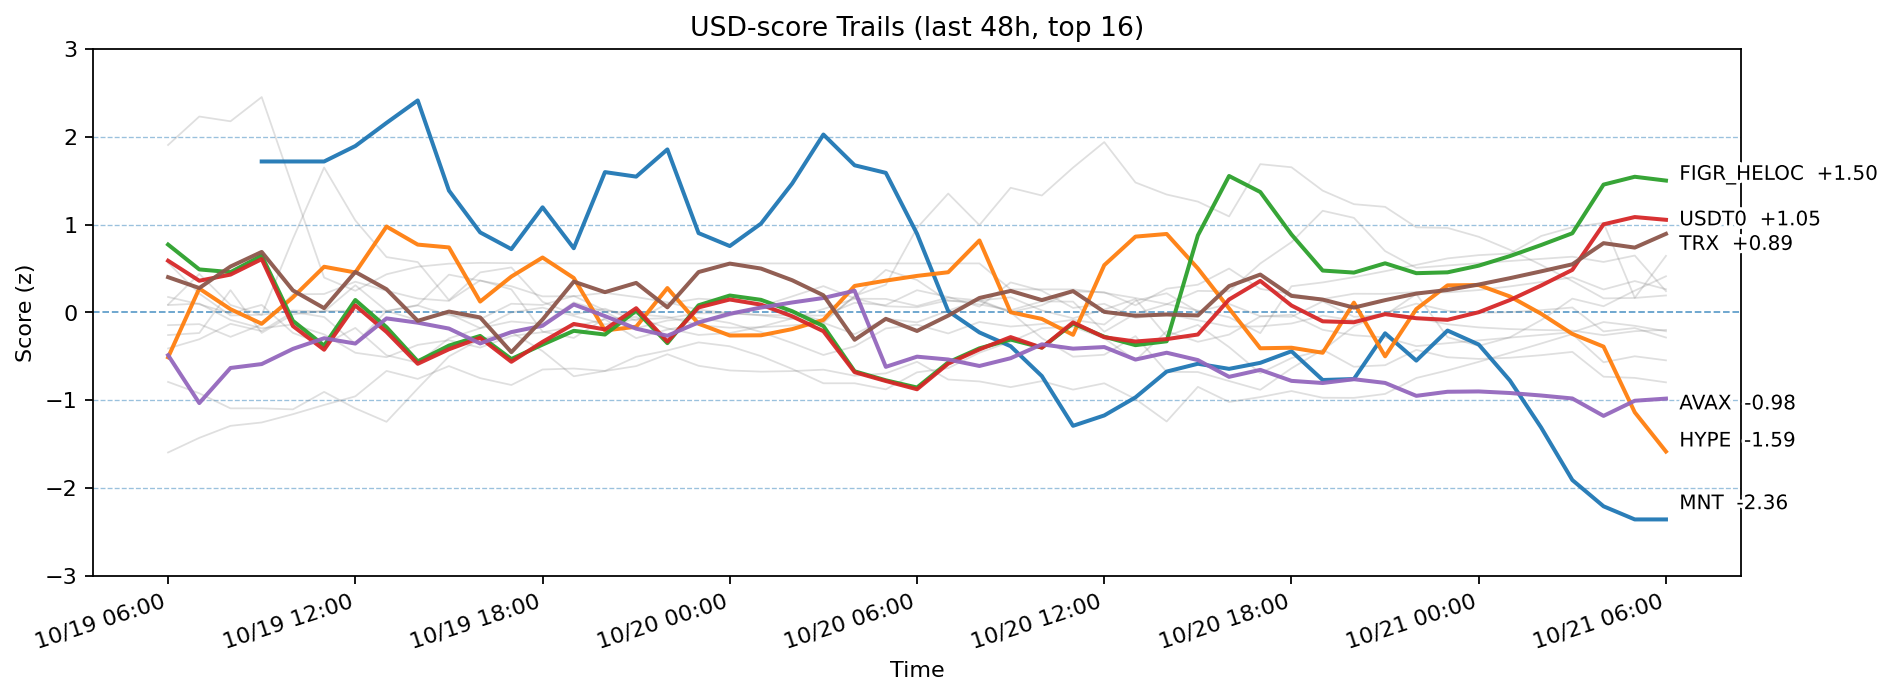 USD-score Trails (last 48h, top 16)
Score (z)
3
2
1
0
−1
−2
−3
FIGR_HELOC +1.50
USDT0 +1.05
TRX +0.89
AVAX -0.98
HYPE -1.59
MNT -2.36
10/19 06:00
10/19 12:00
10/19 18:00
10/20 00:00
10/20 06:00
10/20 12:00
10/20 18:00
10/21 00:00
10/21 06:00
Time